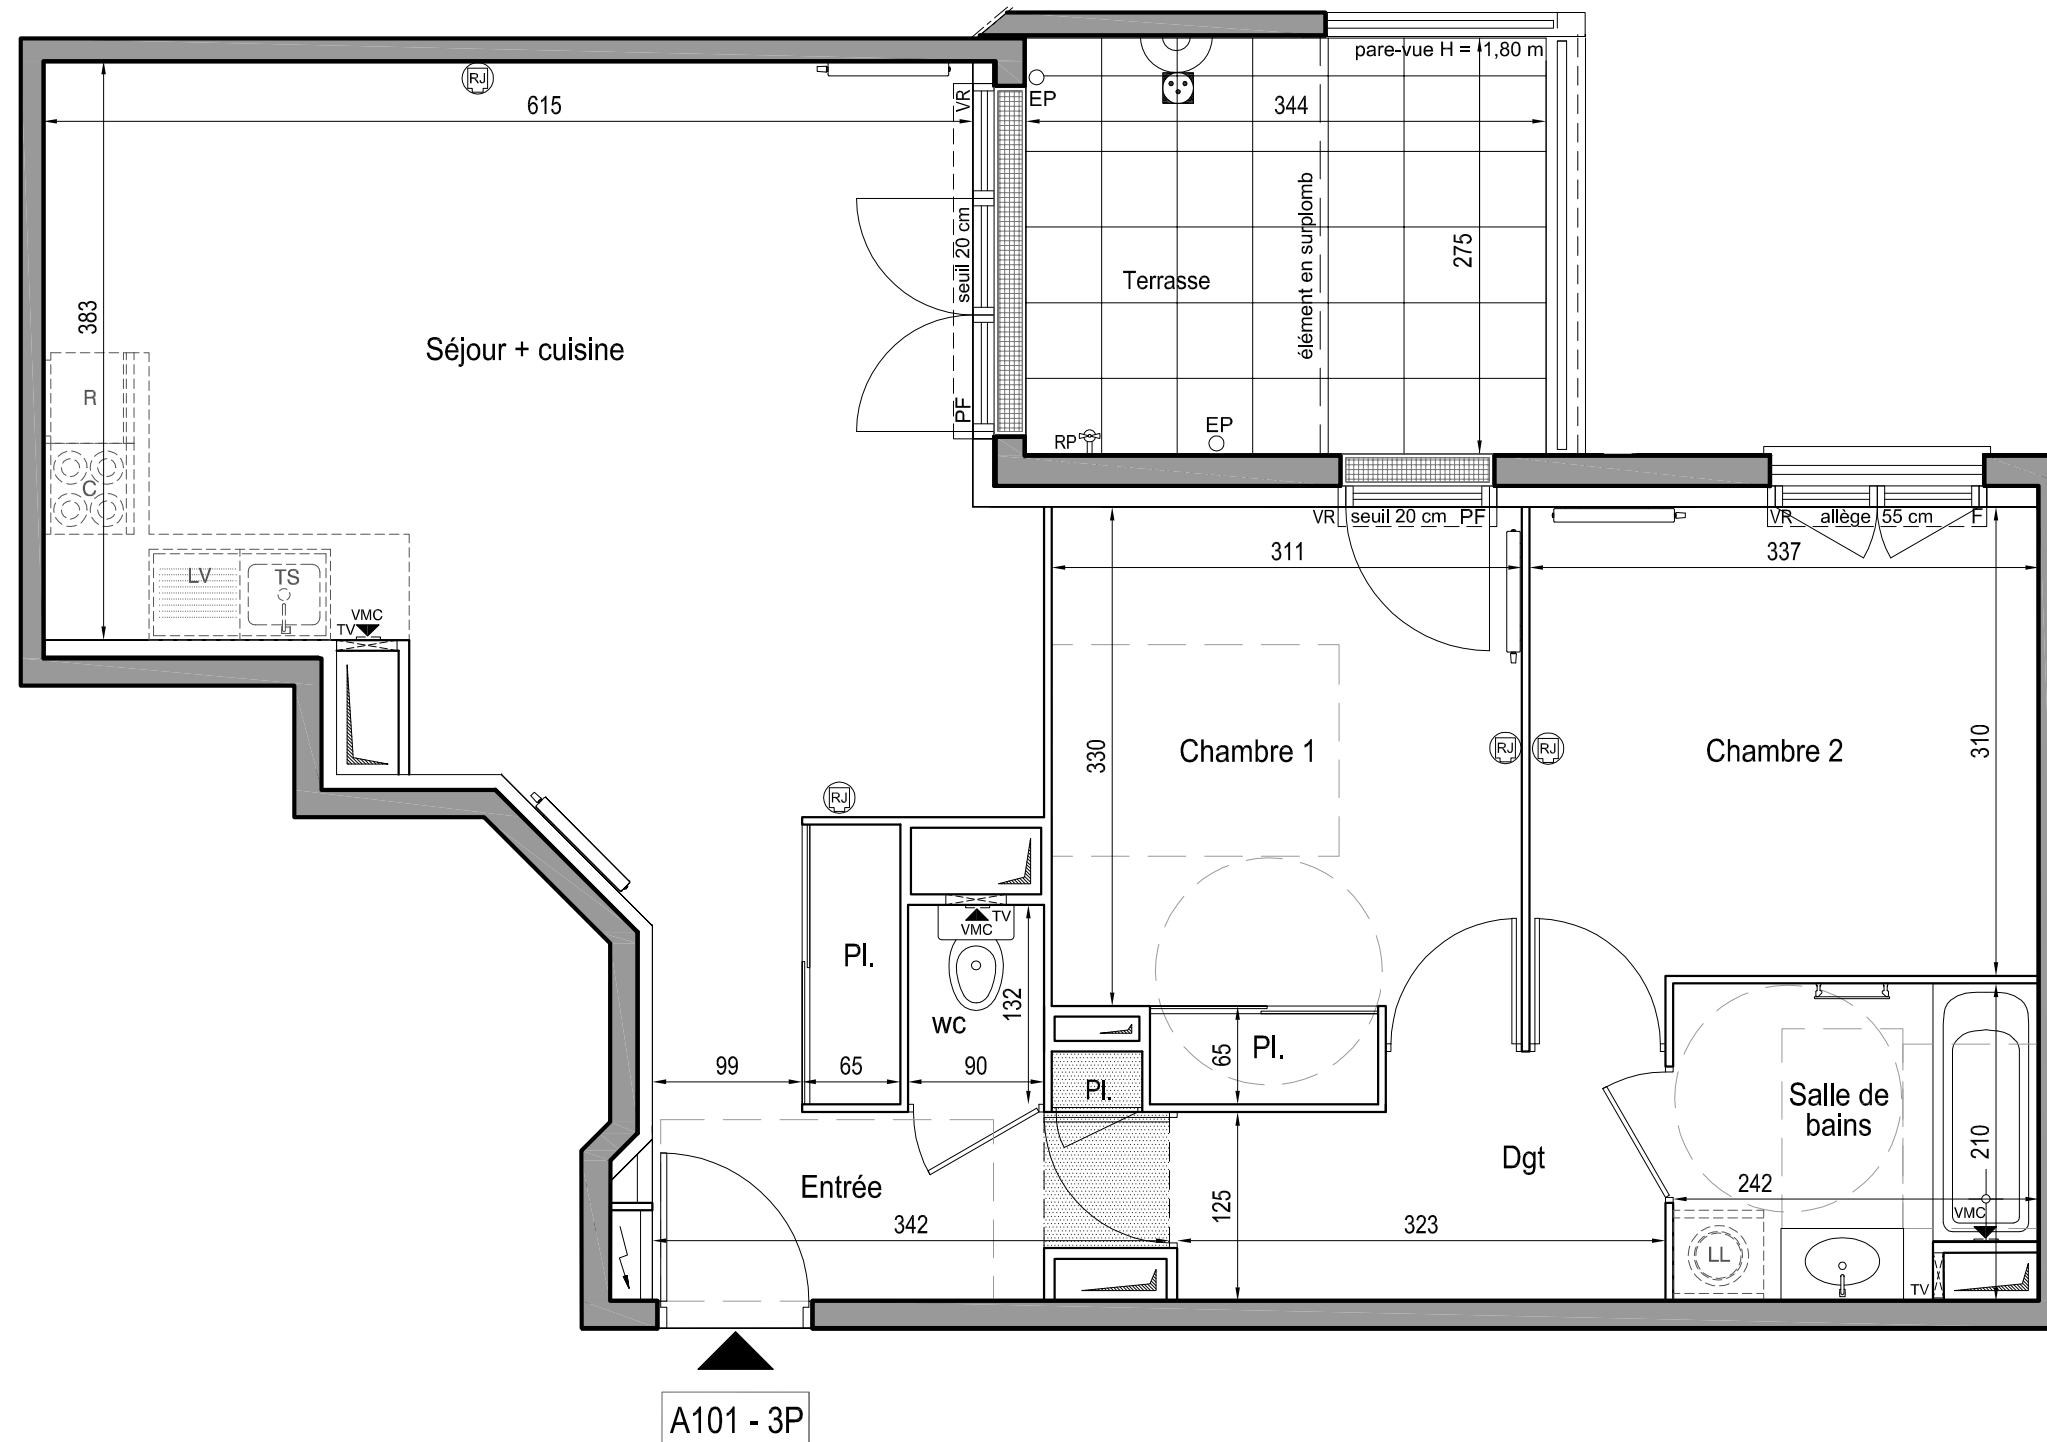 pare-vue H = 1,80 m
RJ
615
VR
EP
344
seuil 20 cm
élément en surplomb
275
Terrasse
383
Séjour + cuisine
R
PF
RP
EP
C
VR
seuil 20 cm
PF
VR
allège 55 cm
F
311
337
LV
TS
VMC
TV
330
Chambre 1
RJ
RJ
Chambre 2
310
RJ
Pl.
TV
VMC
132
wc
99
65
90
65
Pl.
Pl.
Salle de
bains
210
Entrée
Dgt
242
342
125
323
VMC
LL
TV
A101 - 3P